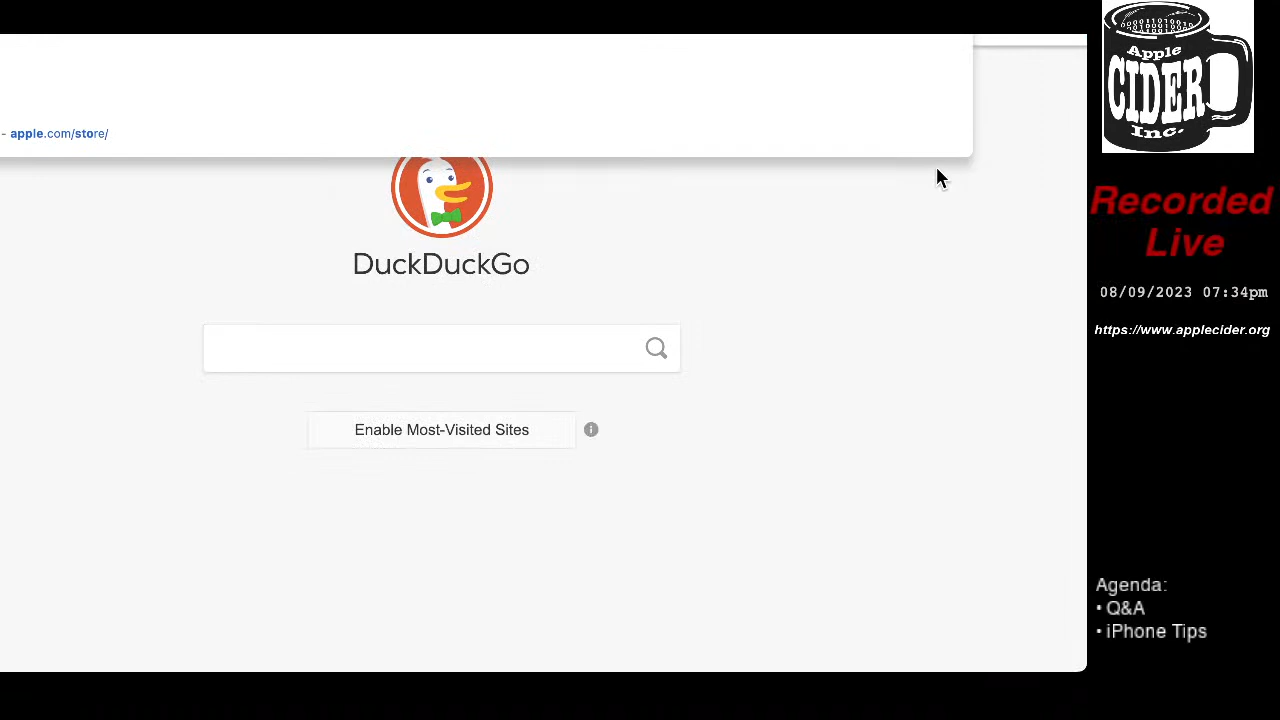 - apple.com/store/
DuckDuckGo
Enable Most-Visited Sites
Apple
CIDER
Inc.
Recorded
Live
08/09/2023 07:34pm
https://www.applecider.org
Agenda:
• Q&A
• iPhone Tips